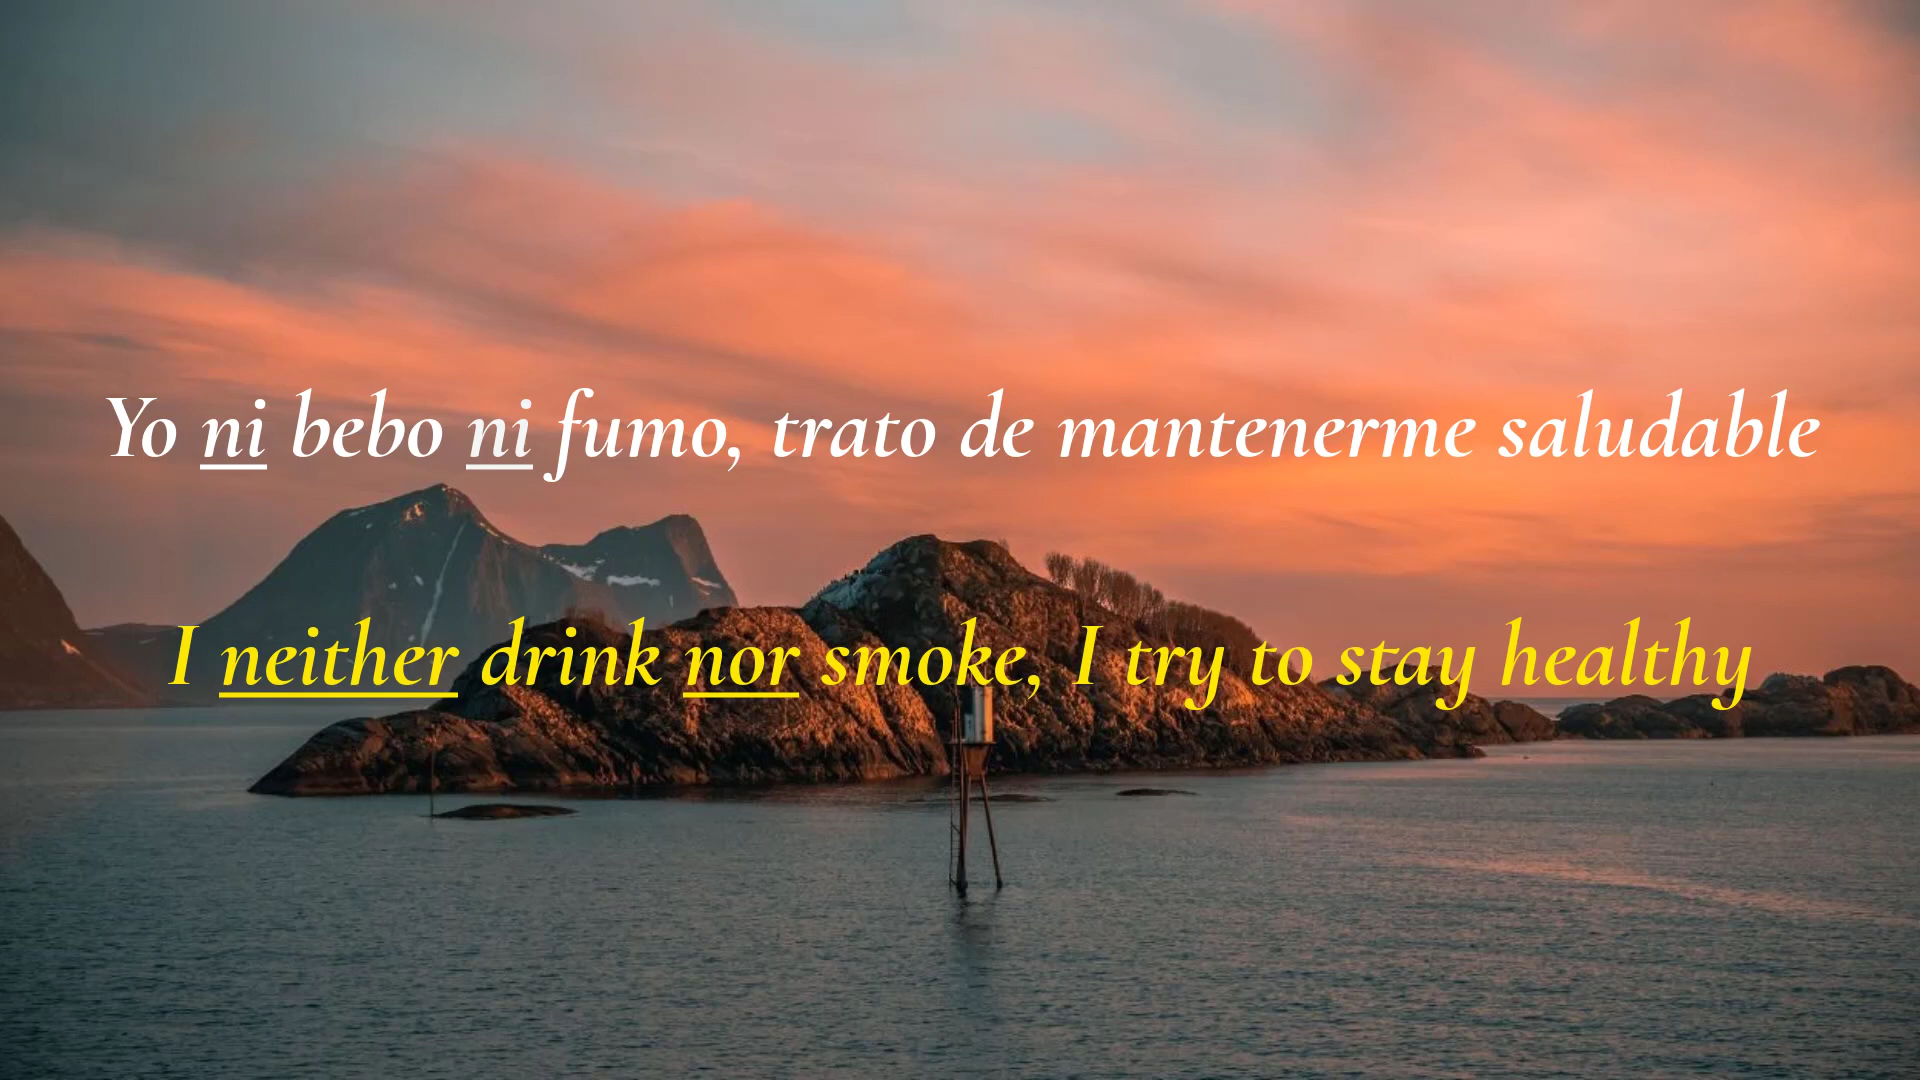 Yo ni bebo ni fumo, trato de mantenerme saludable
I neither drink nor smoke, I try to stay healthy